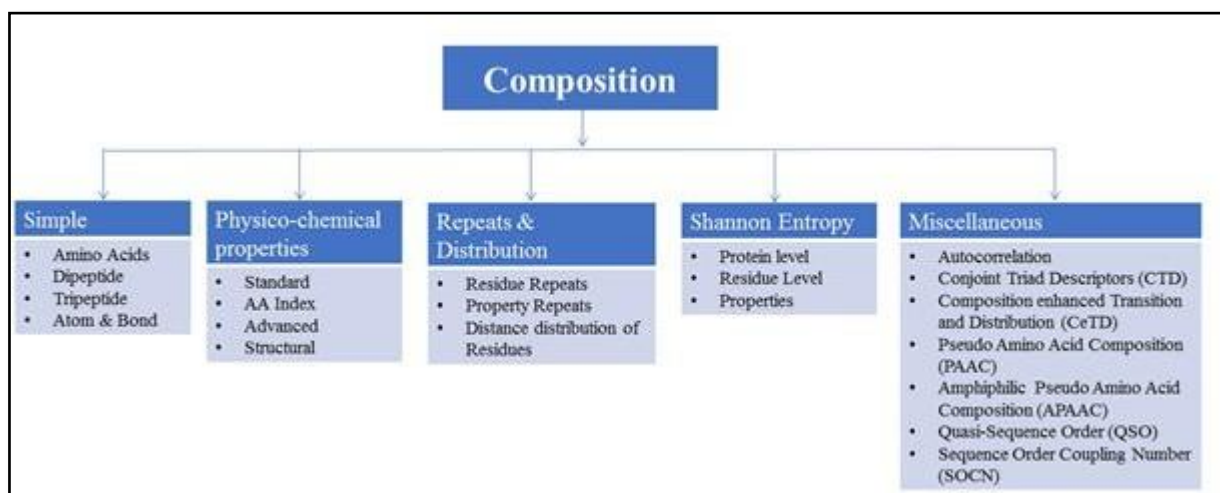 Composition
Simple
• Amino Acids
• Dipeptide
• Tripeptide
• Atom & Bond
Physico-chemical
properties
• Standard
• AA Index
• Advanced
• Structural
Repeats &
Distribution
• Residue Repeats
• Property Repeats
• Distance distribution of
Residues
Shannon Entropy
• Protein level
• Residue Level
• Properties
Miscellaneous
• Autocorrelation
• Conjoint Triad Descriptors (CTD)
• Composition enhanced Transition
and Distribution (CeTD)
• Pseudo Amino Acid Composition
(PAAC)
• Amphiphilic Pseudo Amino Acid
Composition (APAAC)
• Quasi-Sequence Order (QSO)
• Sequence Order Coupling Number
(SOCN)